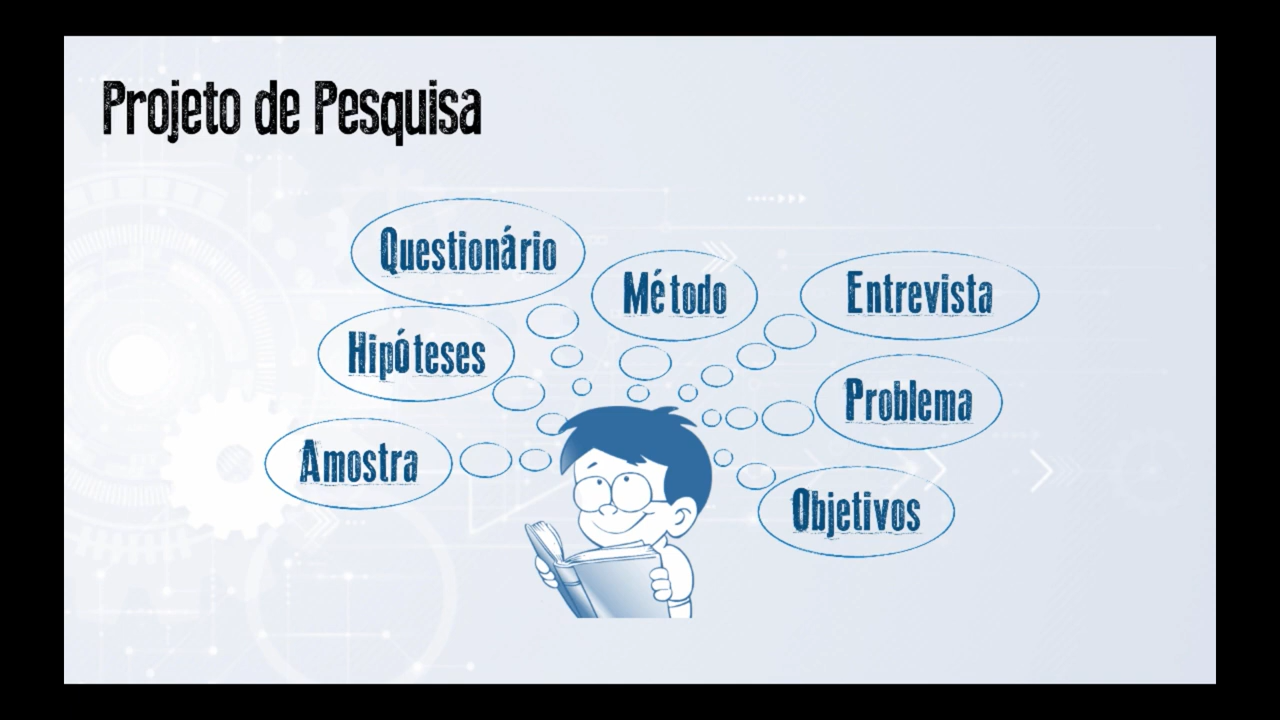 Projeto de Pesquisa
Questionário
Método
Entrevista
Hipóteses
Problema
Amostra
Objetivos